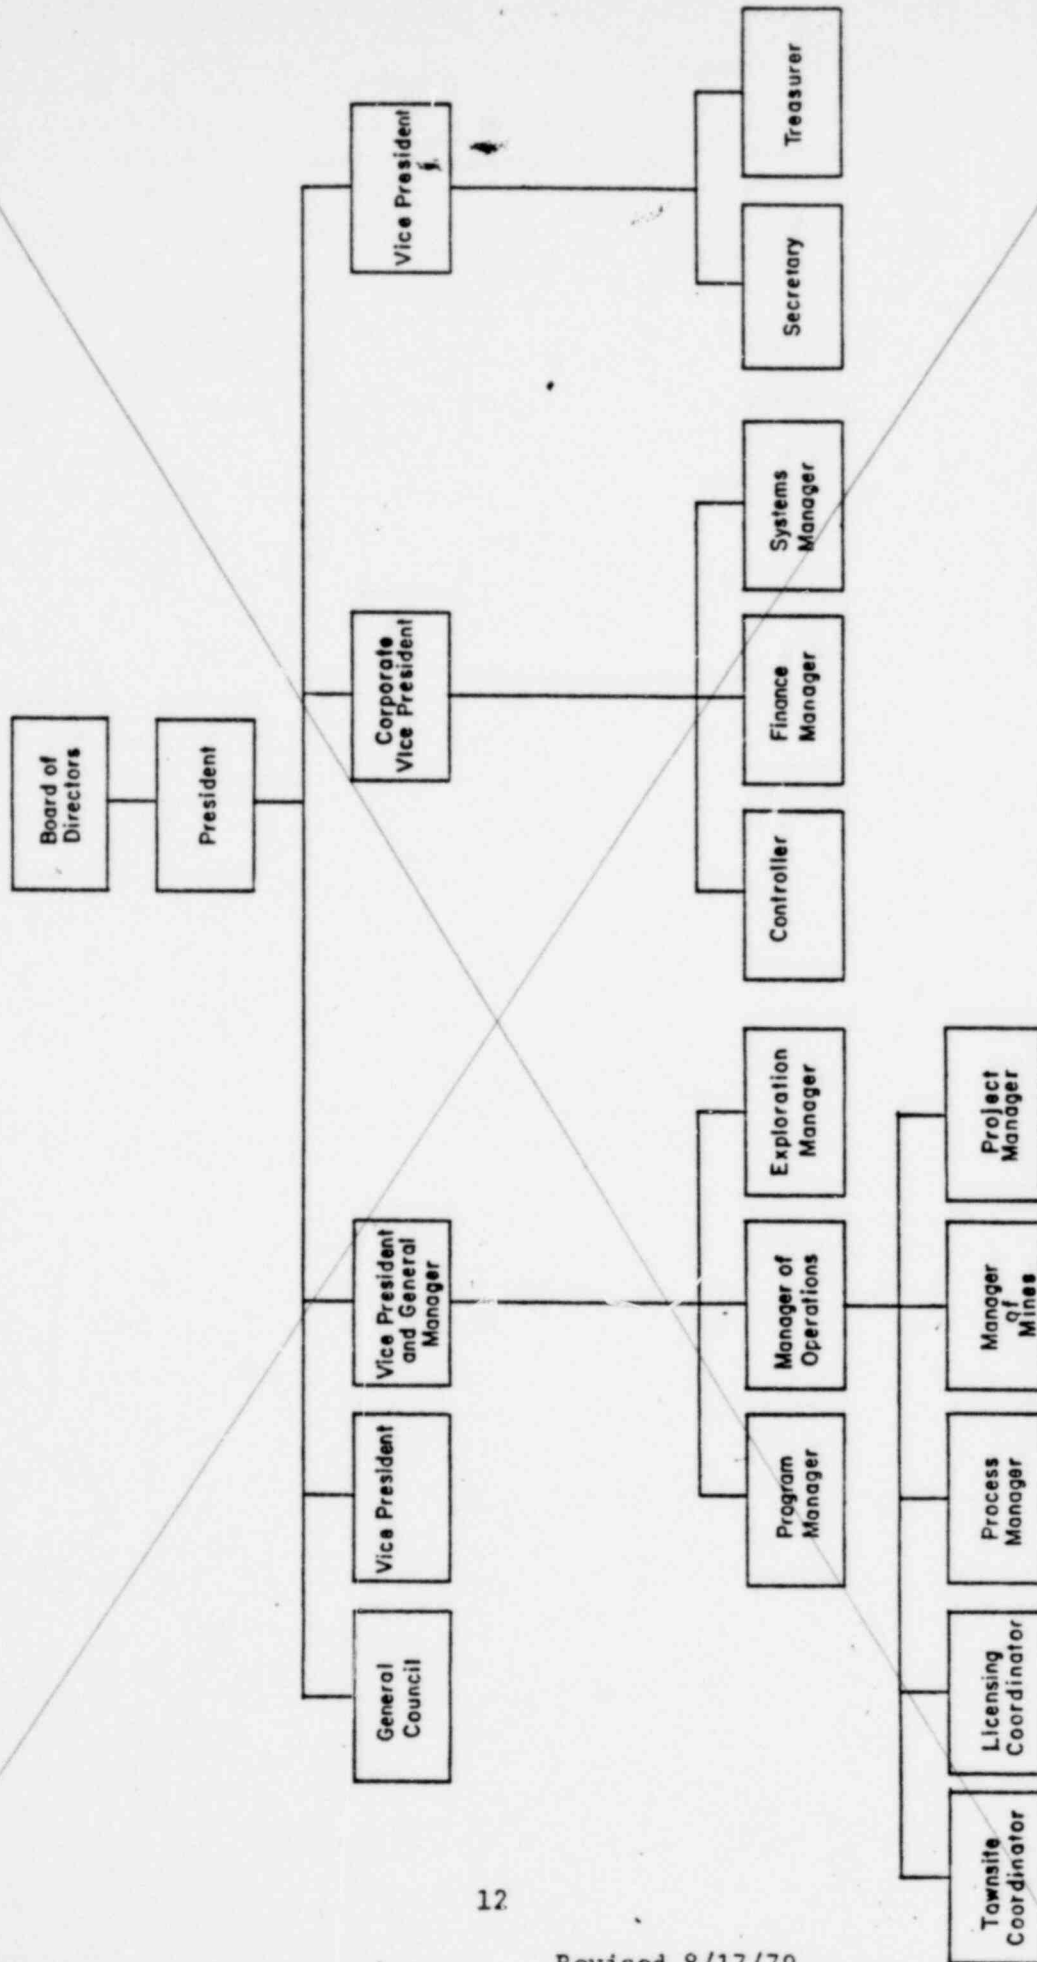 Board of
Directors
President
General
Council
Vice President
Vice President
and General
Manager
Corporate
Vice President
Vice President
Program
Manager
Manager of
Operations
Exploration
Manager
Controller
Finance
Manager
Systems
Manager
Secretary
Treasurer
Townsite
Coordinator
Licensing
Coordinator
Process
Manager
Manager
of
Mines
Project
Manager
12
Revised 8/17/79